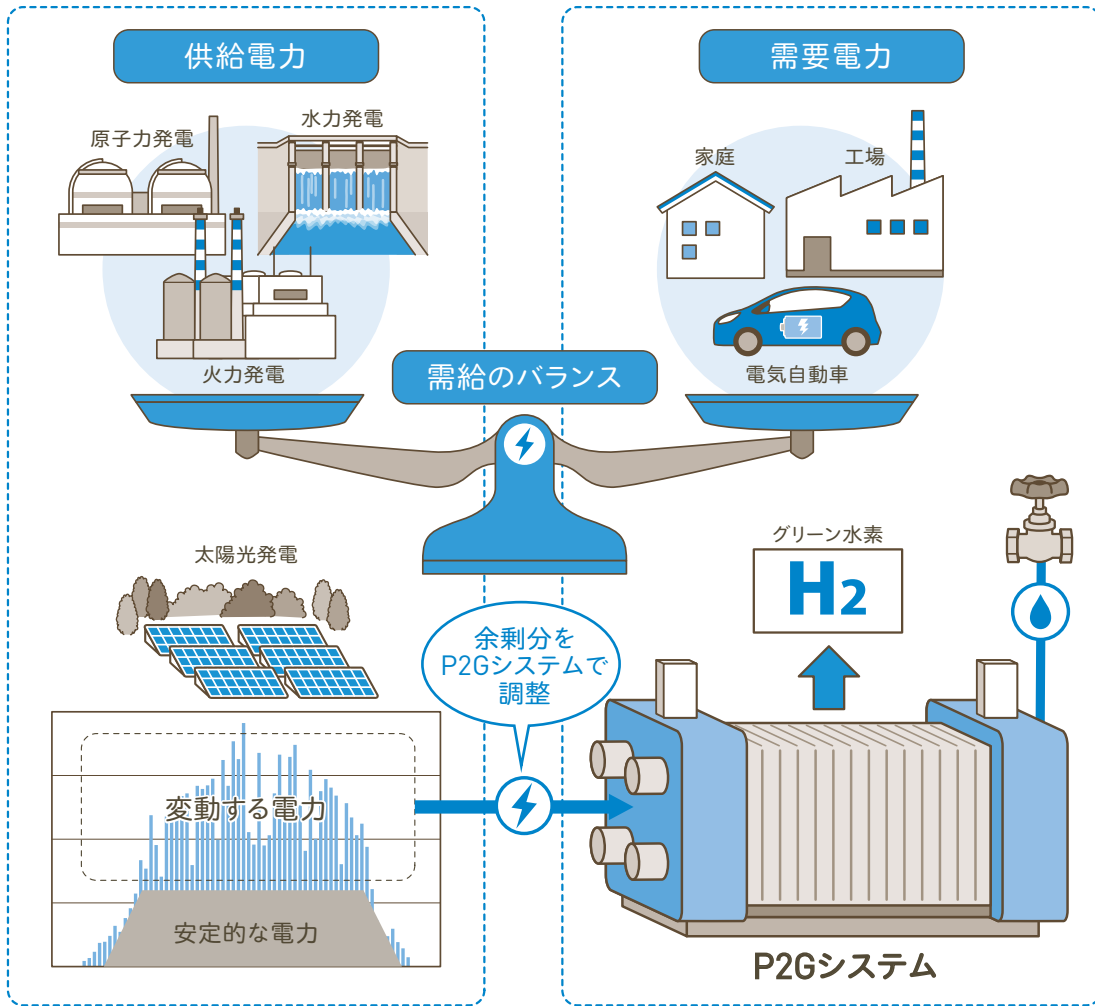 供給電力
原子力発電
水力発電
火力発電
需要電力
家庭
工場
電気自動車
需給のバランス
太陽光発電
変動する電力
安定的な電力
余剰分を
P2Gシステムで
調整
グリーン水素
H2
P2Gシステム